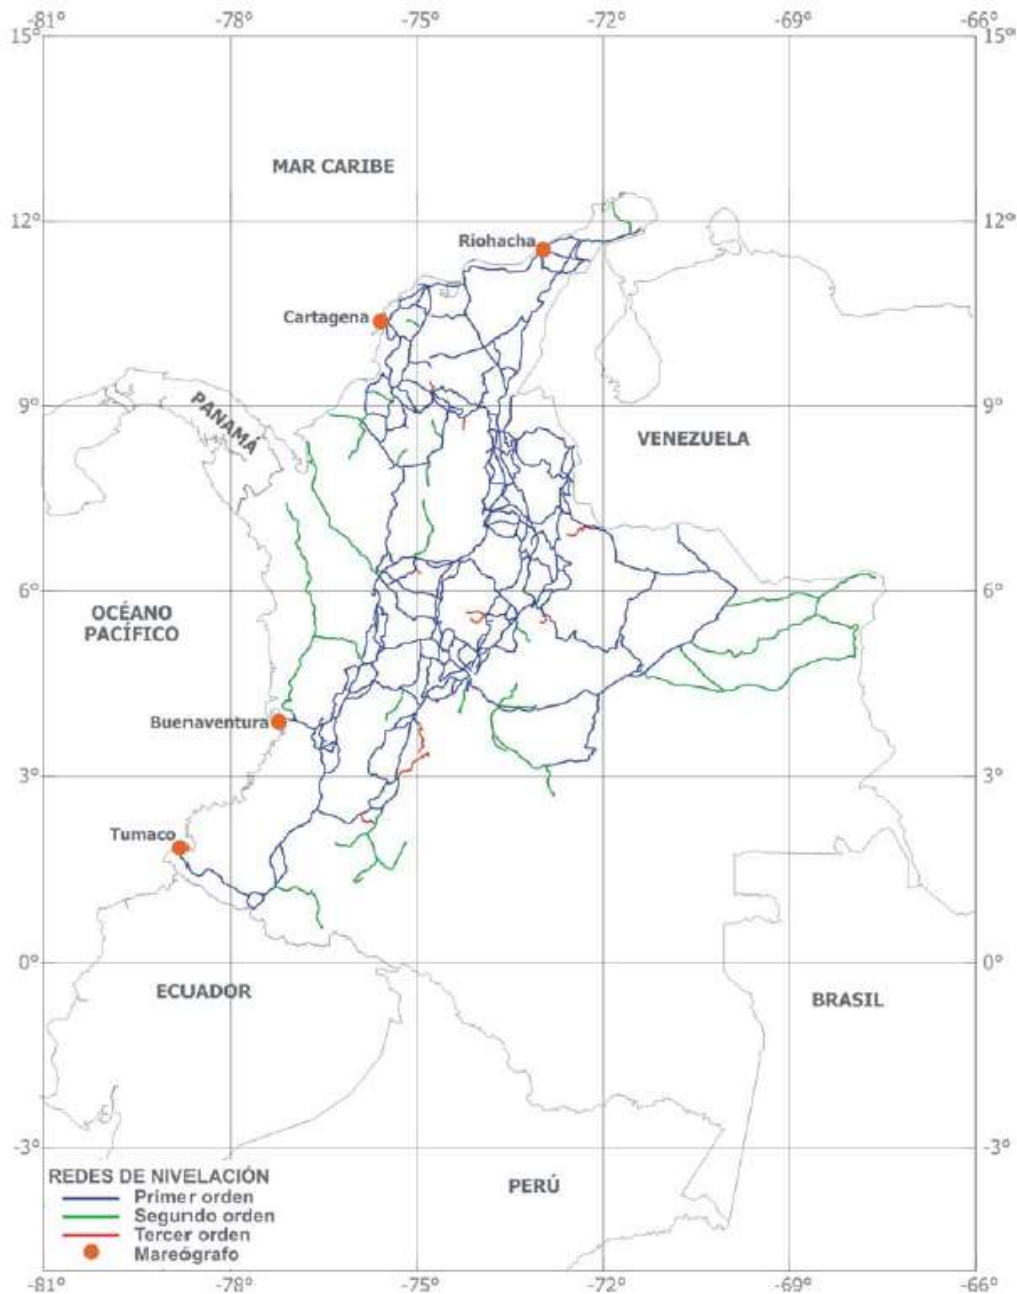 -81°
-78°
-75°
-72°
-69°
-66°
15°
15°
MAR CARIBE
12°
12°
Riohacha
Cartagena
9°
9°
PANAMÁ
VENEZUELA
6°
6°
OCÉANO
PACÍFICO
Buenaventura
3°
3°
Tumaco
0°
0°
ECUADOR
BRASIL
-3°
-3°
REDES DE NIVELACIÓN
Primer orden
Segundo orden
Tercer orden
Mareógrafo
PERÚ
-81°
-78°
-75°
-72°
-69°
-66°